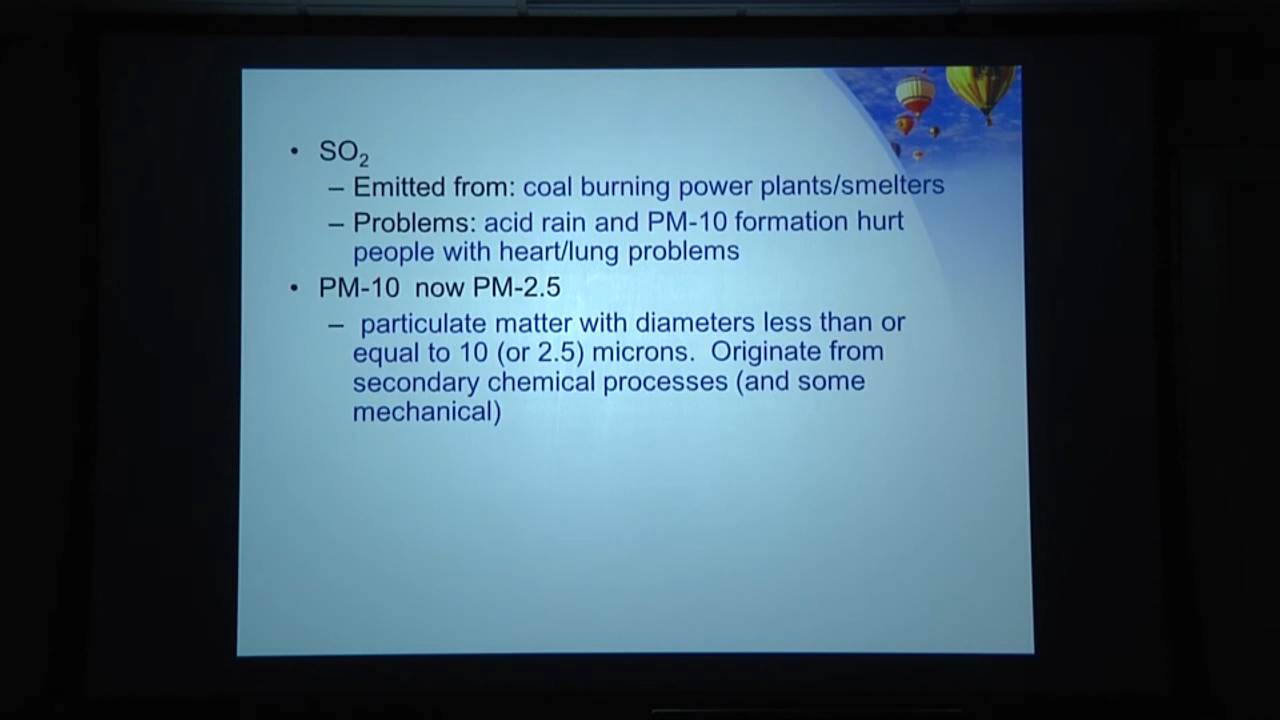 • SO₂
– Emitted from: coal burning power plants/smelters
– Problems: acid rain and PM-10 formation hurt
people with heart/lung problems
• PM-10  now PM-2.5
–  particulate matter with diameters less than or
equal to 10 (or 2.5) microns.  Originate from
secondary chemical processes (and some
mechanical)